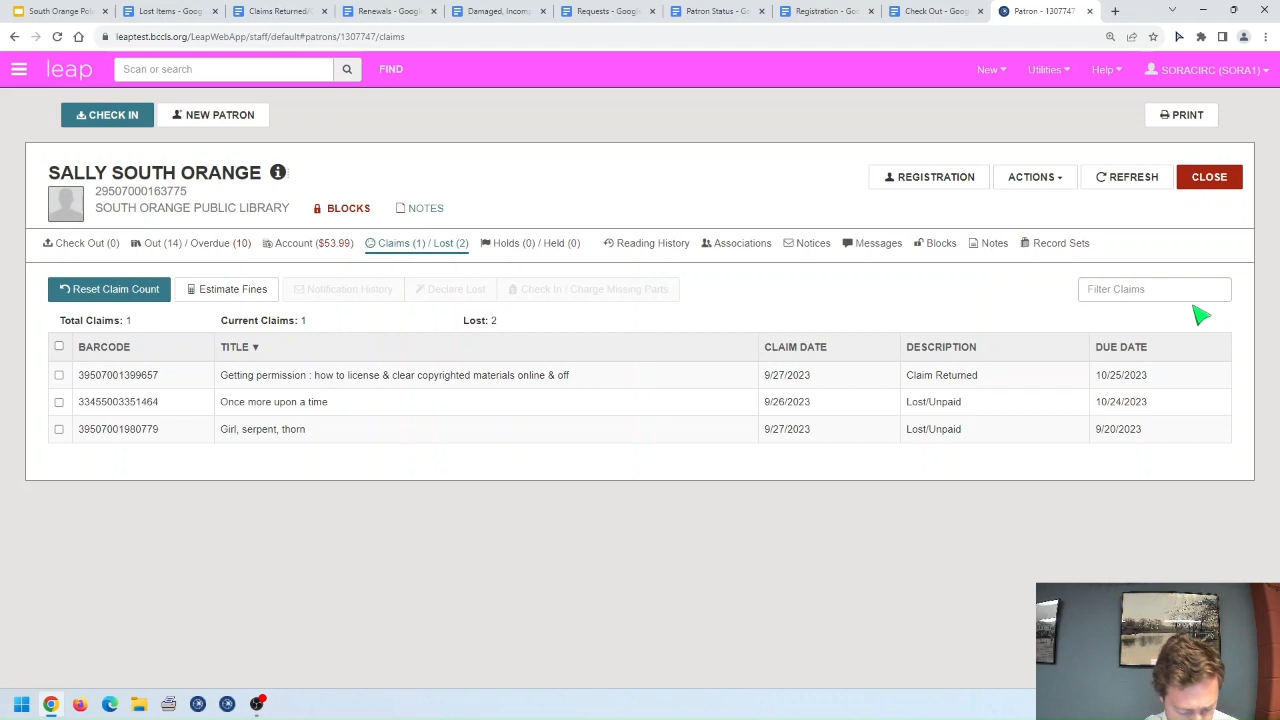 South Orange Poin
Lost Items - Goog
Claims Returned/C
Renewals - Google
Damaged, Incomp
Requests - Google
Patron Status - Go
Registration - Goo
Check Out - Goog
Patron - 1307747
leaptest.bccls.org/LeapWebApp/staff/default#patrons/1307747/claims
leap
Scan or search
FIND
New
Utilities
Help
SORACIRC (SORA1)
CHECK IN
NEW PATRON
PRINT
SALLY SOUTH ORANGE
29507000163775
SOUTH ORANGE PUBLIC LIBRARY
BLOCKS
NOTES
REGISTRATION
ACTIONS
REFRESH
CLOSE
Check Out (0)
Out (14) / Overdue (10)
Account ($53.99)
Claims (1) / Lost (2)
Holds (0) / Held (0)
Reading History
Associations
Notices
Messages
Blocks
Notes
Record Sets
Reset Claim Count
Estimate Fines
Notification History
Declare Lost
Check In / Charge Missing Parts
Filter Claims
Total Claims: 1
Current Claims: 1
Lost: 2
BARCODE TITLE CLAIM DATE DESCRIPTION DUE DATE
39507001399657 Getting permission : how to license & clear copyrighted materials online & off 9/27/2023 Claim Returned 10/25/2023
33455003351464 Once more upon a time 9/26/2023 Lost/Unpaid 10/24/2023
39507001980779 Girl, serpent, thorn 9/27/2023 Lost/Unpaid 9/20/2023